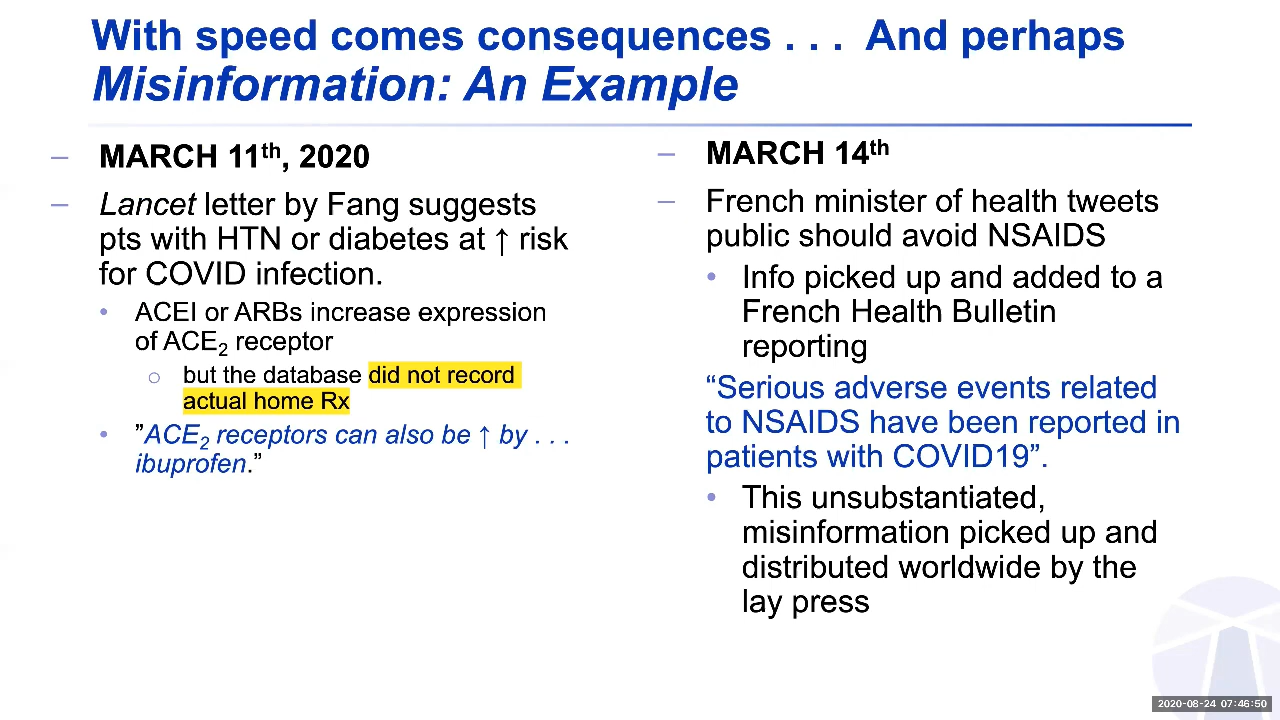 With speed comes consequences . . .  And perhaps
Misinformation: An Example
– MARCH 11th, 2020
– Lancet letter by Fang suggests
pts with HTN or diabetes at ↑ risk
for COVID infection.
• ACEI or ARBs increase expression
of ACE2 receptor
○ but the database did not record
actual home Rx
• ”ACE2 receptors can also be ↑ by . . .
ibuprofen.”
– MARCH 14th
– French minister of health tweets
public should avoid NSAIDS
• Info picked up and added to a
French Health Bulletin
reporting
“Serious adverse events related
to NSAIDS have been reported in
patients with COVID19”.
• This unsubstantiated,
misinformation picked up and
distributed worldwide by the
lay press
2020-08-24 07:46:50